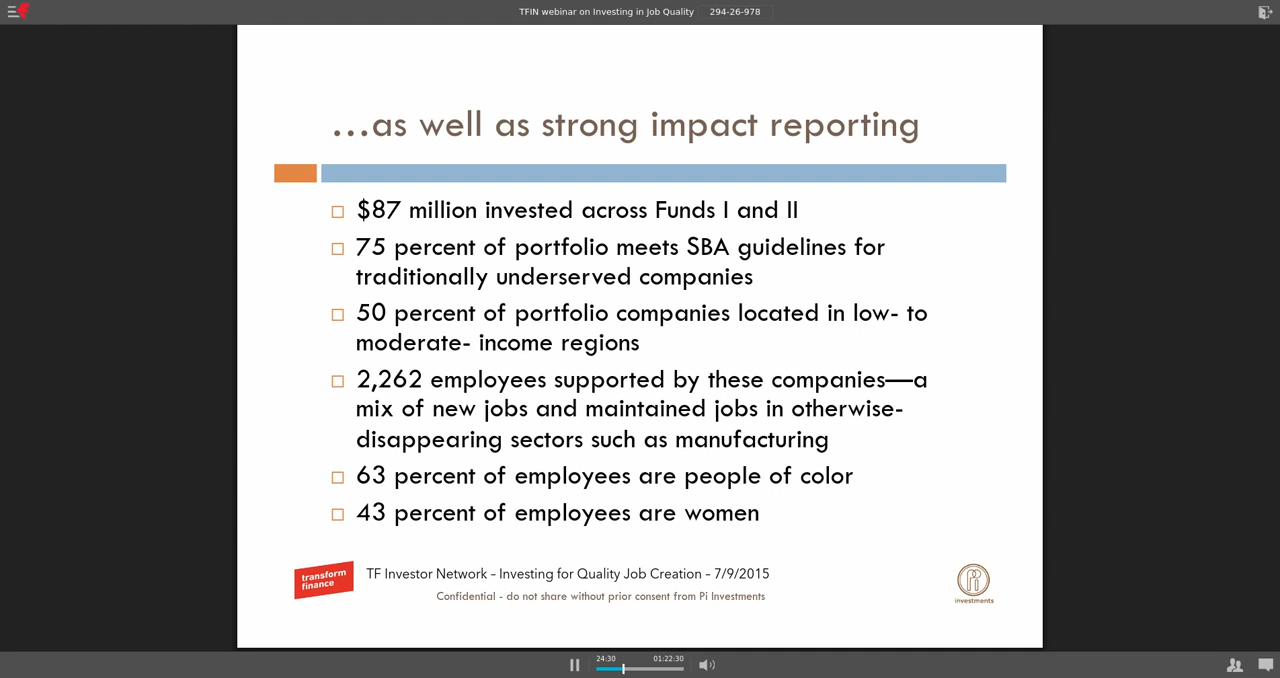 TFIN webinar on Investing in Job Quality 294-26-978
...as well as strong impact reporting
$87 million invested across Funds I and II
75 percent of portfolio meets SBA guidelines for
traditionally underserved companies
50 percent of portfolio companies located in low- to
moderate- income regions
2,262 employees supported by these companies—a
mix of new jobs and maintained jobs in otherwise-
disappearing sectors such as manufacturing
63 percent of employees are people of color
43 percent of employees are women
transform
finance
TF Investor Network – Investing for Quality Job Creation – 7/9/2015
Confidential - do not share without prior consent from Pi Investments
Pi
investments
24:30 01:22:30